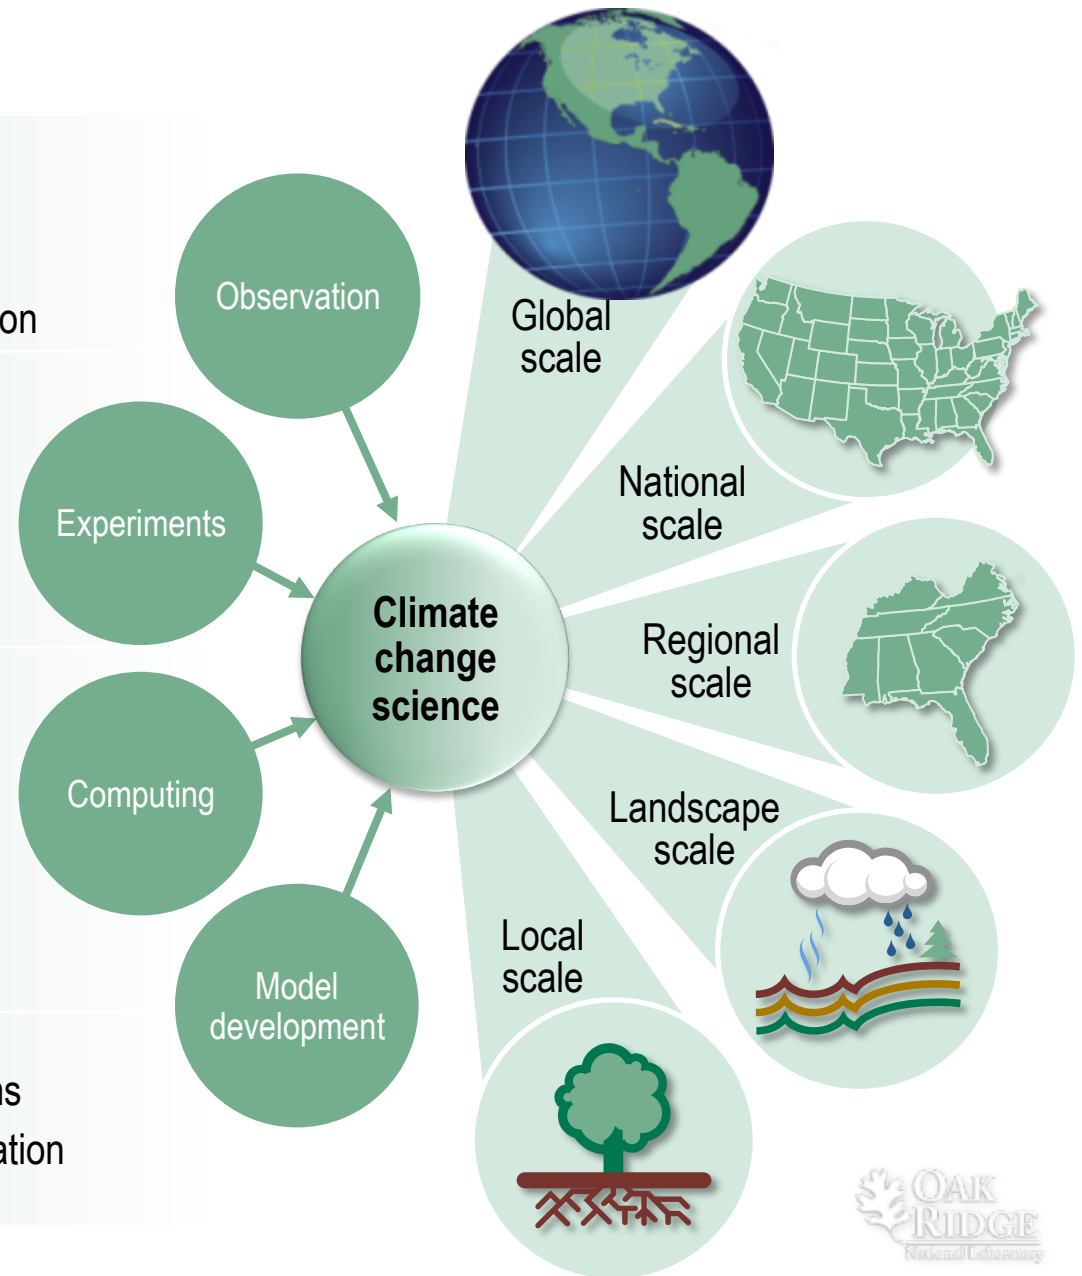 on
ns
ation
Observation
Experiments
Computing
Model
development
Climate
change
science
Global
scale
National
scale
Regional
scale
Landscape
scale
Local
scale
OAK
RIDGE
National Laboratory